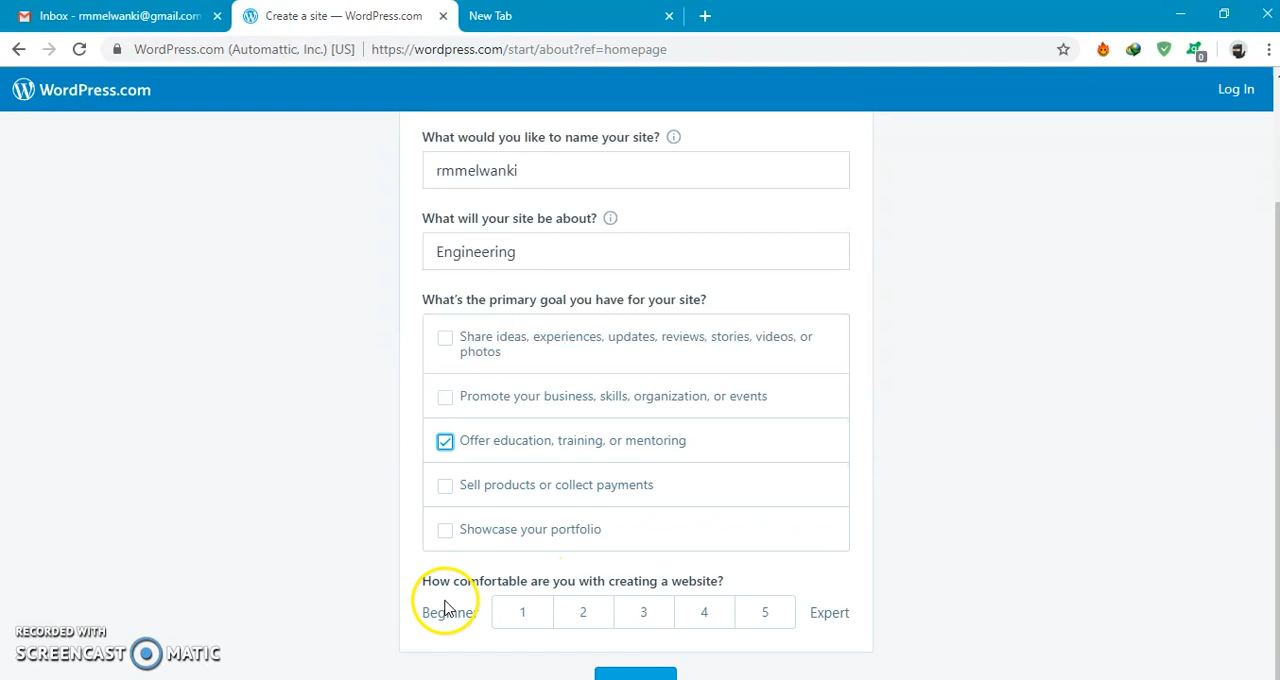 Inbox - rmmelwanki@gmail.com
Create a site — WordPress.com
New Tab
WordPress.com (Automattic, Inc.) [US]
https://wordpress.com/start/about?ref=homepage
0
WordPress.com
Log In
What would you like to name your site?
rmmelwanki
What will your site be about?
Engineering
What's the primary goal you have for your site?
Share ideas, experiences, updates, reviews, stories, videos, or
photos
Promote your business, skills, organization, or events
Offer education, training, or mentoring
Sell products or collect payments
Showcase your portfolio
How comfortable are you with creating a website?
Beginner 1 2 3 4 5 Expert
RECORDED WITH
SCREENCAST MATIC